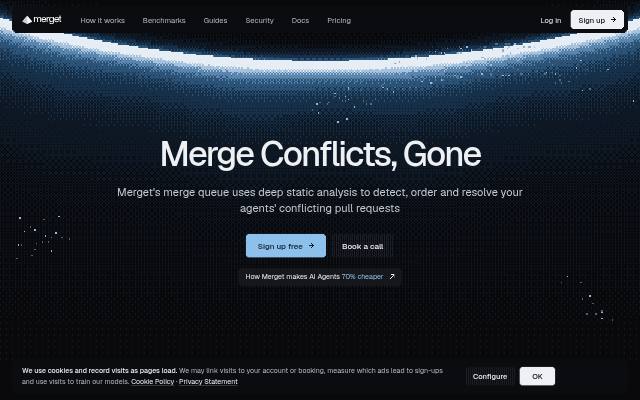 merget
How it works
Benchmarks
Guides
Security
Docs
Pricing
Log in
Sign up
Merge Conflicts, Gone
Merget's merge queue uses deep static analysis to detect, order and resolve your
agents' conflicting pull requests
Sign up free
Book a call
How Merget makes AI Agents 70% cheaper
We use cookies and record visits as pages load. We may link visits to your account or booking, measure which ads lead to sign-ups
and use visits to train our models. Cookie Policy · Privacy Statement
Configure
OK